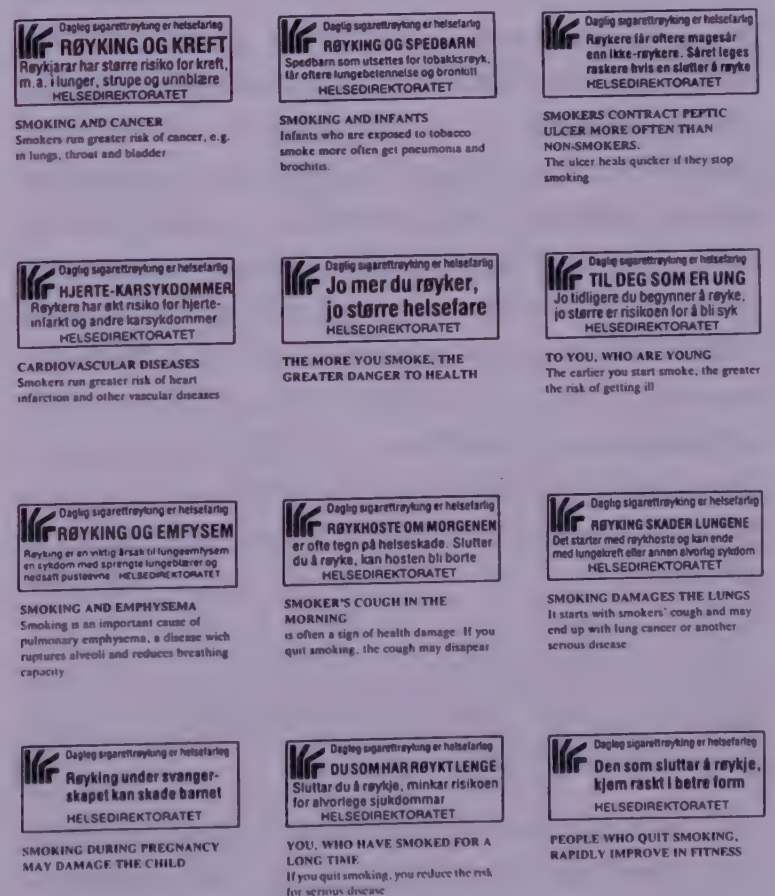 Dagleg sigarettrøyking er helsefarleg
RØYKING OG KREFT
Røykjarar har større risiko for kreft,
m.a. i lunger, strupe og urinblære
HELSEDIREKTORATET
SMOKING AND CANCER
Smokers run greater risk of cancer, e.g.
in lungs, throat and bladder
Daglig sigarettrøyking er helsefarlig
RØYKING OG SPEDBARN
Spedbarn som utsettes for tobakksrøyk,
får oftere lungebetennelse og bronkitt
HELSEDIREKTORATET
SMOKING AND INFANTS
Infants who are exposed to tobacco
smoke more often get pneumonia and
brochitis.
Daglig sigarettrøyking er helsefarlig
Røykere får oftere magesår
enn ikke-røykere. Såret leges
raskere hvis en slutter å røyke
HELSEDIREKTORATET
SMOKERS CONTRACT PEPTIC
ULCER MORE OFTEN THAN
NON-SMOKERS.
The ulcer heals quicker if they stop
smoking
Daglig sigarettrøyking er helsefarlig
HJERTE-KARSYKDOMMER
Røykere har økt risiko for hjerte-
infarkt og andre karsykdommer
HELSEDIREKTORATET
CARDIOVASCULAR DISEASES
Smokers run greater risk of heart
infarction and other vascular diseases
Daglig sigarettrøyking er helsefarlig
Jo mer du røyker,
jo større helsefare
HELSEDIREKTORATET
THE MORE YOU SMOKE, THE
GREATER DANGER TO HEALTH
Daglig sigarettrøyking er helsefarlig
TIL DEG SOM ER UNG
Jo tidligere du begynner å røyke,
jo større er risikoen for å bli syk
HELSEDIREKTORATET
TO YOU, WHO ARE YOUNG
The earlier you start smoke, the greater
the risk of getting ill
Daglig sigarettrøyking er helsefarlig
RØYKING OG EMFYSEM
Røyking er en viktig årsak til lungeemfysem
en sykdom med sprengte lungeblærer og
nedsatt pusteevne HELSEDIREKTORATET
SMOKING AND EMPHYSEMA
Smoking is an important cause of
pulmonary emphysema, a disease wich
ruptures alveoli and reduces breathing
capacity
Daglig sigarettrøyking er helsefarlig
RØYKHOSTE OM MORGENEN
er ofte tegn på helseskade. Slutter
du å røyke, kan hosten bli borte
HELSEDIREKTORATET
SMOKER'S COUGH IN THE
MORNING
is often a sign of health damage. If you
quit smoking, the cough may disapear
Daglig sigarettrøyking er helsefarlig
RØYKING SKADER LUNGENE
Det starter med røykhoste og kan ende
med lungekreft eller annen alvorlig sykdom
HELSEDIREKTORATET
SMOKING DAMAGES THE LUNGS
It starts with smokers' cough and may
end up with lung cancer or another
serious disease
Dagleg sigarettrøyking er helsefarleg
Røyking under svanger-
skapet kan skade barnet
HELSEDIREKTORATET
SMOKING DURING PREGNANCY
MAY DAMAGE THE CHILD
Dagleg sigarettrøyking er helsefarleg
DU SOM HAR RØYKT LENGE
Sluttar du å røykje, minkar risikoen
for alvorlege sjukdommar
HELSEDIREKTORATET
YOU, WHO HAVE SMOKED FOR A
LONG TIME
If you quit smoking, you reduce the risk
for serious disease
Dagleg sigarettrøyking er helsefarleg
Den som sluttar å røykje,
kjem raskt i betre form
HELSEDIREKTORATET
PEOPLE WHO QUIT SMOKING,
RAPIDLY IMPROVE IN FITNESS